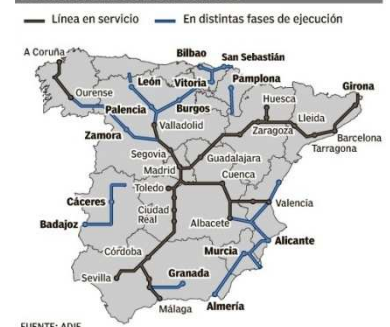 Línea en servicio
En distintas fases de ejecución
A Coruña
Bilbao
San Sebastián
León
Vitoria
Pamplona
Ourense
Palencia
Burgos
Huesca
Girona
Zamora
Valladolid
Lleida
Zaragoza
Barcelona
Tarragona
Segovia
Guadalajara
Madrid
Cuenca
Toledo
Cáceres
Ciudad
Real
Valencia
Badajoz
Albacete
Alicante
Córdoba
Murcia
Sevilla
Granada
Málaga
Almería
FUENTE: ADIF